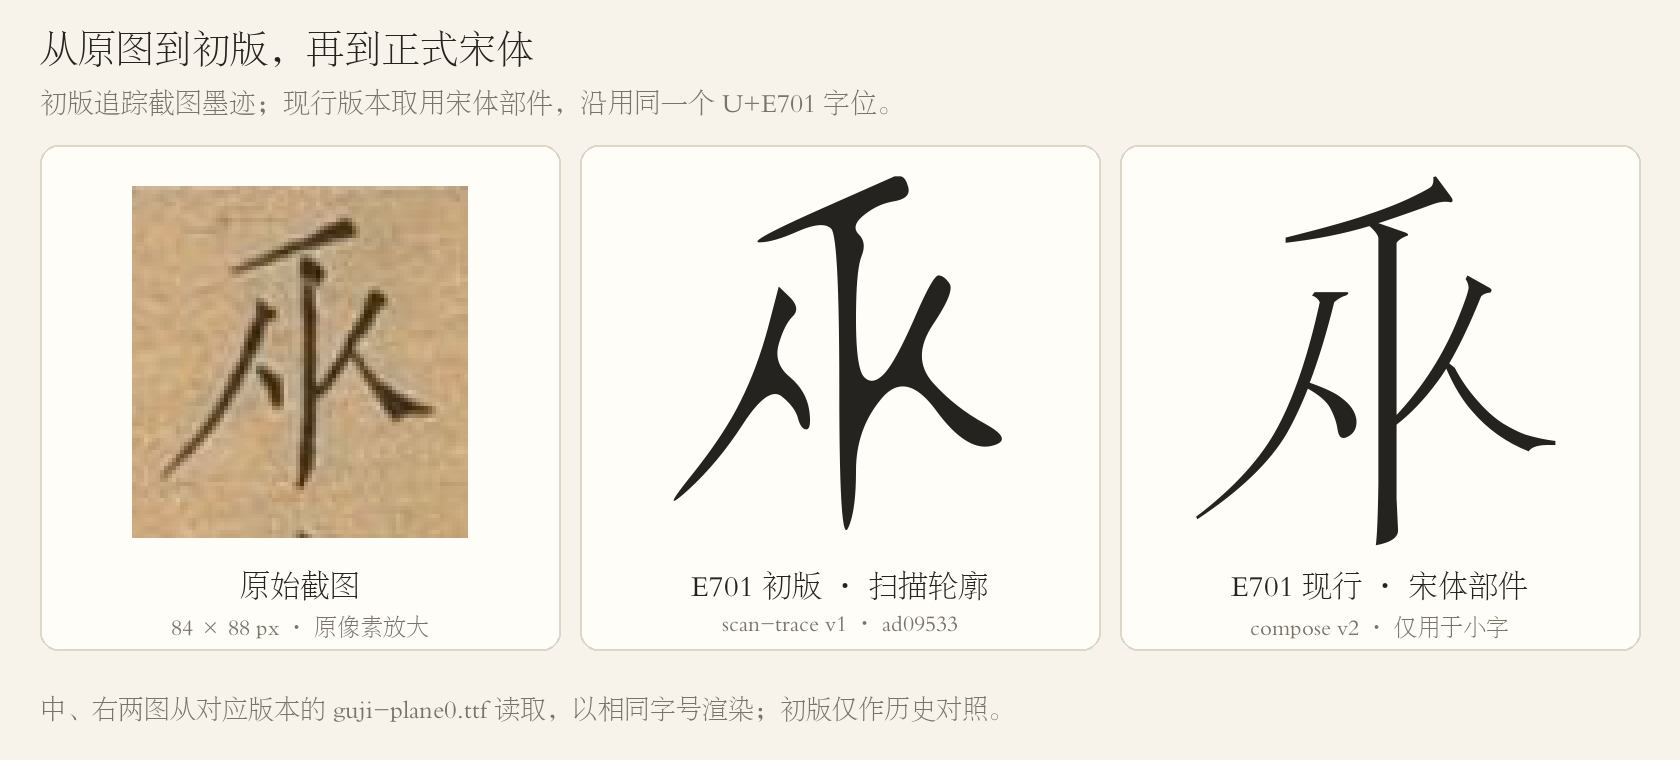 从原图到初版，再到正式宋体
初版追踪截图墨迹；现行版本取用宋体部件，沿用同一个 U+E701 字位。
原始截图
84 × 88 px · 原像素放大
E701 初版 · 扫描轮廓
scan-trace v1 · ad09533
E701 现行 · 宋体部件
compose v2 · 仅用于小字
中、右两图从对应版本的 guji-plane0.ttf 读取，以相同字号渲染；初版仅作历史对照。